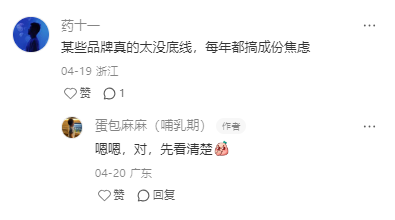 药十一
某些品牌真的太没底线，每年都搞成份焦虑
04-19 浙江
赞 1
蛋包麻麻（哺乳期） 作者
嗯嗯，对，先看清楚
04-20 广东
赞 回复